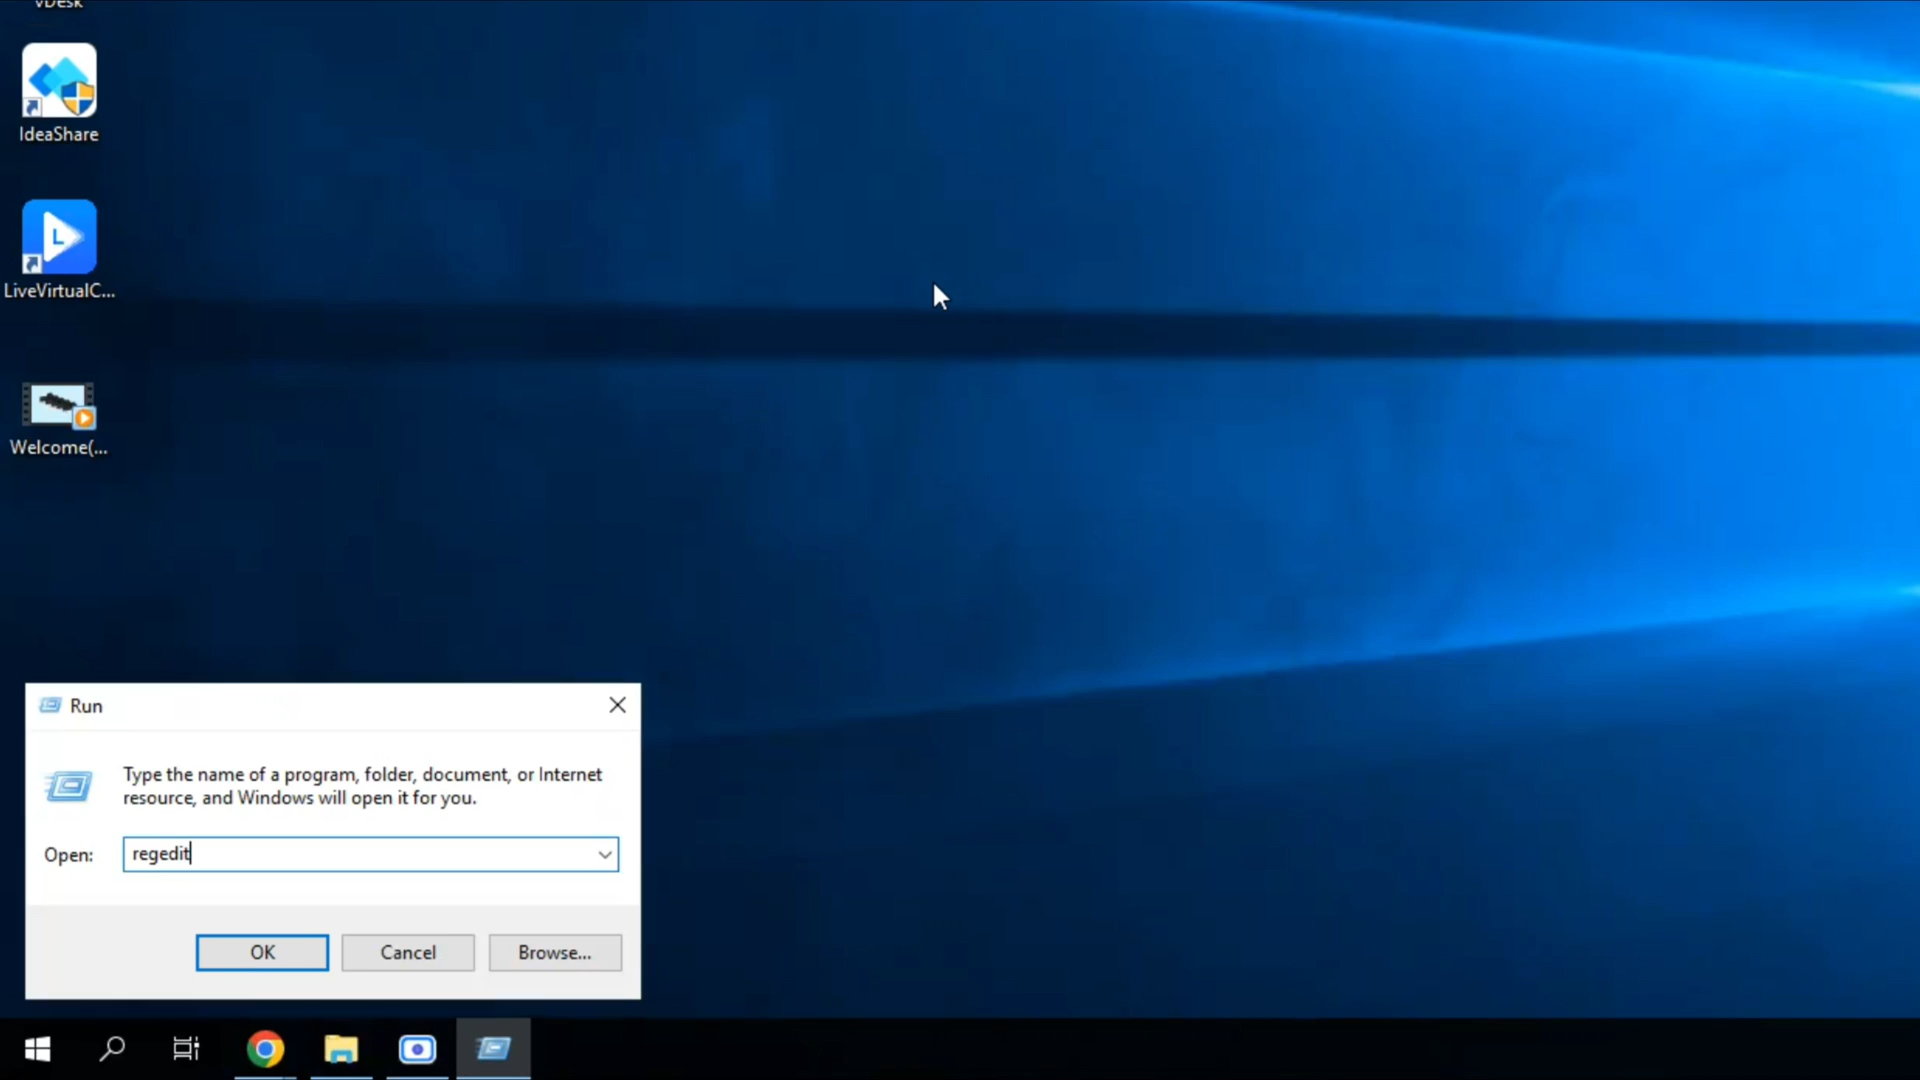 vDesk
IdeaShare
L
LiveVirtualC...
Welcome(...
Run
Type the name of a program, folder, document, or Internet
resource, and Windows will open it for you.
Open: regedit
OK Cancel Browse...